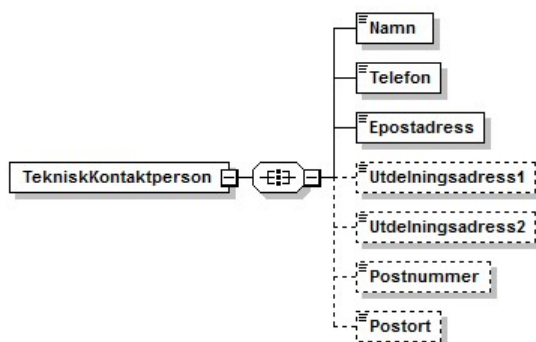 Namn
Telefon
Epostadress
TekniskKontaktperson
Utdelningsadress1
Utdelningsadress2
Postnummer
Postort